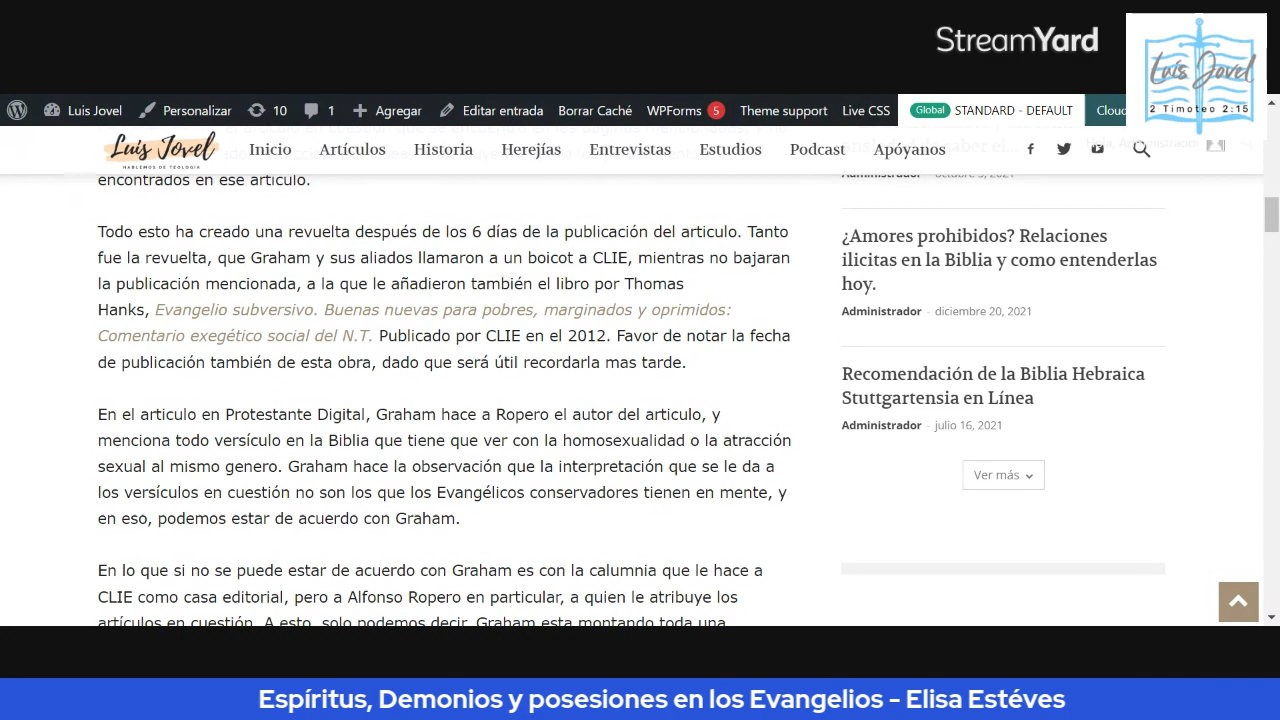 StreamYard
Luis Jovel
2 Timoteo 2:15
Luis Jovel
Personalizar
10
1
Agregar
Editar entrada
Borrar Caché
WPForms 5
Theme support
Live CSS
Global STANDARD - DEFAULT
Luis Jovel
HABLEMOS DE TEOLOGIA
Inicio
Artículos
Historia
Herejías
Entrevistas
Estudios
Podcast
Apóyanos
encontrados en ese articulo.
Todo esto ha creado una revuelta después de los 6 días de la publicación del articulo. Tanto
fue la revuelta, que Graham y sus aliados llamaron a un boicot a CLIE, mientras no bajaran
la publicación mencionada, a la que le añadieron también el libro por Thomas
Hanks, Evangelio subversivo. Buenas nuevas para pobres, marginados y oprimidos:
Comentario exegético social del N.T. Publicado por CLIE en el 2012. Favor de notar la fecha
de publicación también de esta obra, dado que será útil recordarla mas tarde.
En el articulo en Protestante Digital, Graham hace a Ropero el autor del articulo, y
menciona todo versículo en la Biblia que tiene que ver con la homosexualidad o la atracción
sexual al mismo genero. Graham hace la observación que la interpretación que se le da a
los versículos en cuestión no son los que los Evangélicos conservadores tienen en mente, y
en eso, podemos estar de acuerdo con Graham.
En lo que si no se puede estar de acuerdo con Graham es con la calumnia que le hace a
CLIE como casa editorial, pero a Alfonso Ropero en particular, a quien le atribuye los
artículos en cuestión. A esto, solo podemos decir, Graham esta montando toda una
¿Amores prohibidos? Relaciones
ilicitas en la Biblia y como entenderlas
hoy.
Administrador - diciembre 20, 2021
Recomendación de la Biblia Hebraica
Stuttgartensia en Línea
Administrador - julio 16, 2021
Ver más
Espíritus, Demonios y posesiones en los Evangelios - Elisa Estéves